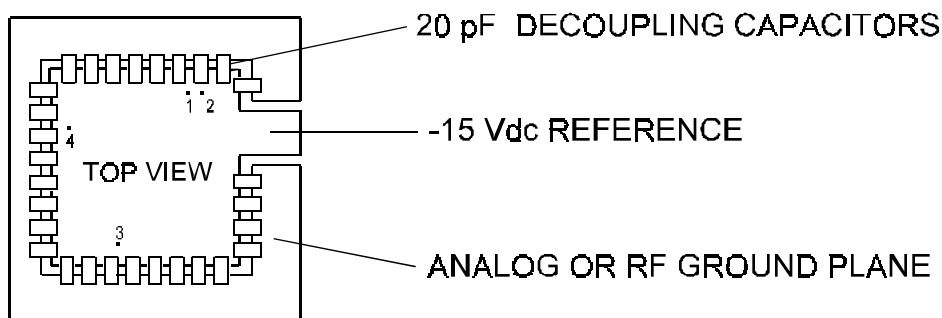 20 pF DECOUPLING CAPACITORS
1 2
-15 Vdc REFERENCE
4
TOP VIEW
3
ANALOG OR RF GROUND PLANE